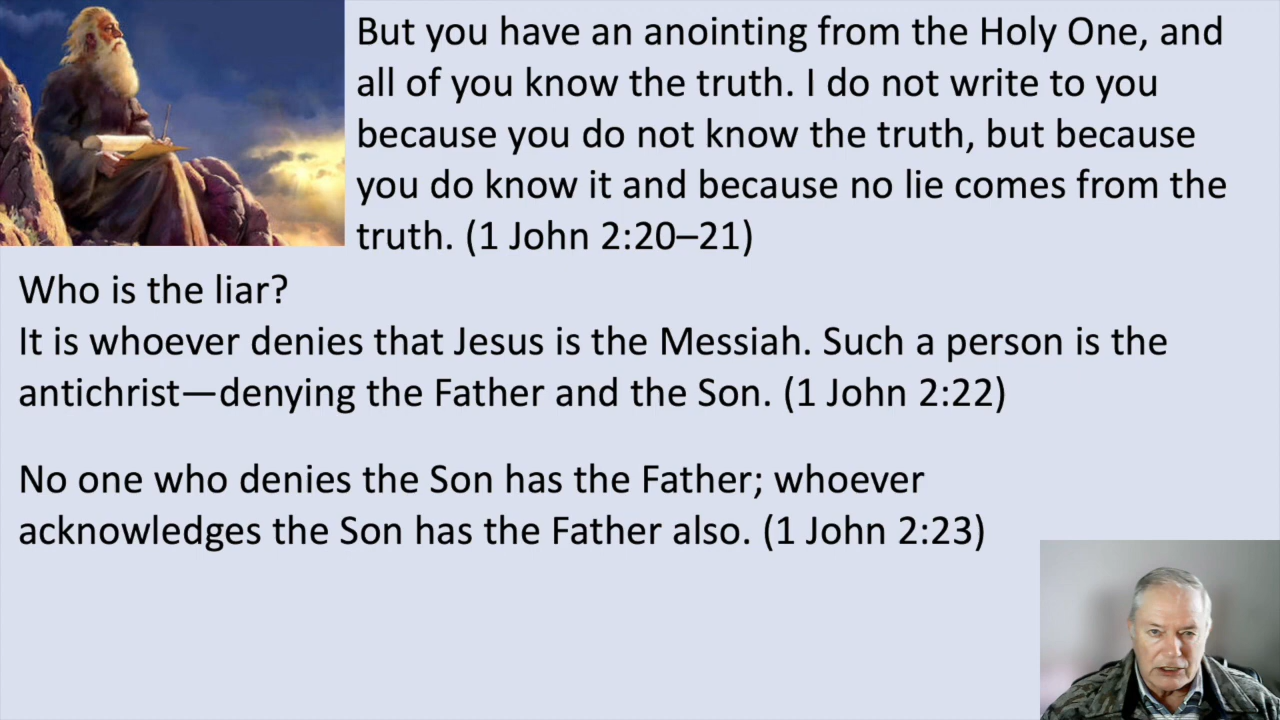 But you have an anointing from the Holy One, and
all of you know the truth. I do not write to you
because you do not know the truth, but because
you do know it and because no lie comes from the
truth. (1 John 2:20–21)
Who is the liar?
It is whoever denies that Jesus is the Messiah. Such a person is the
antichrist—denying the Father and the Son. (1 John 2:22)
No one who denies the Son has the Father; whoever
acknowledges the Son has the Father also. (1 John 2:23)